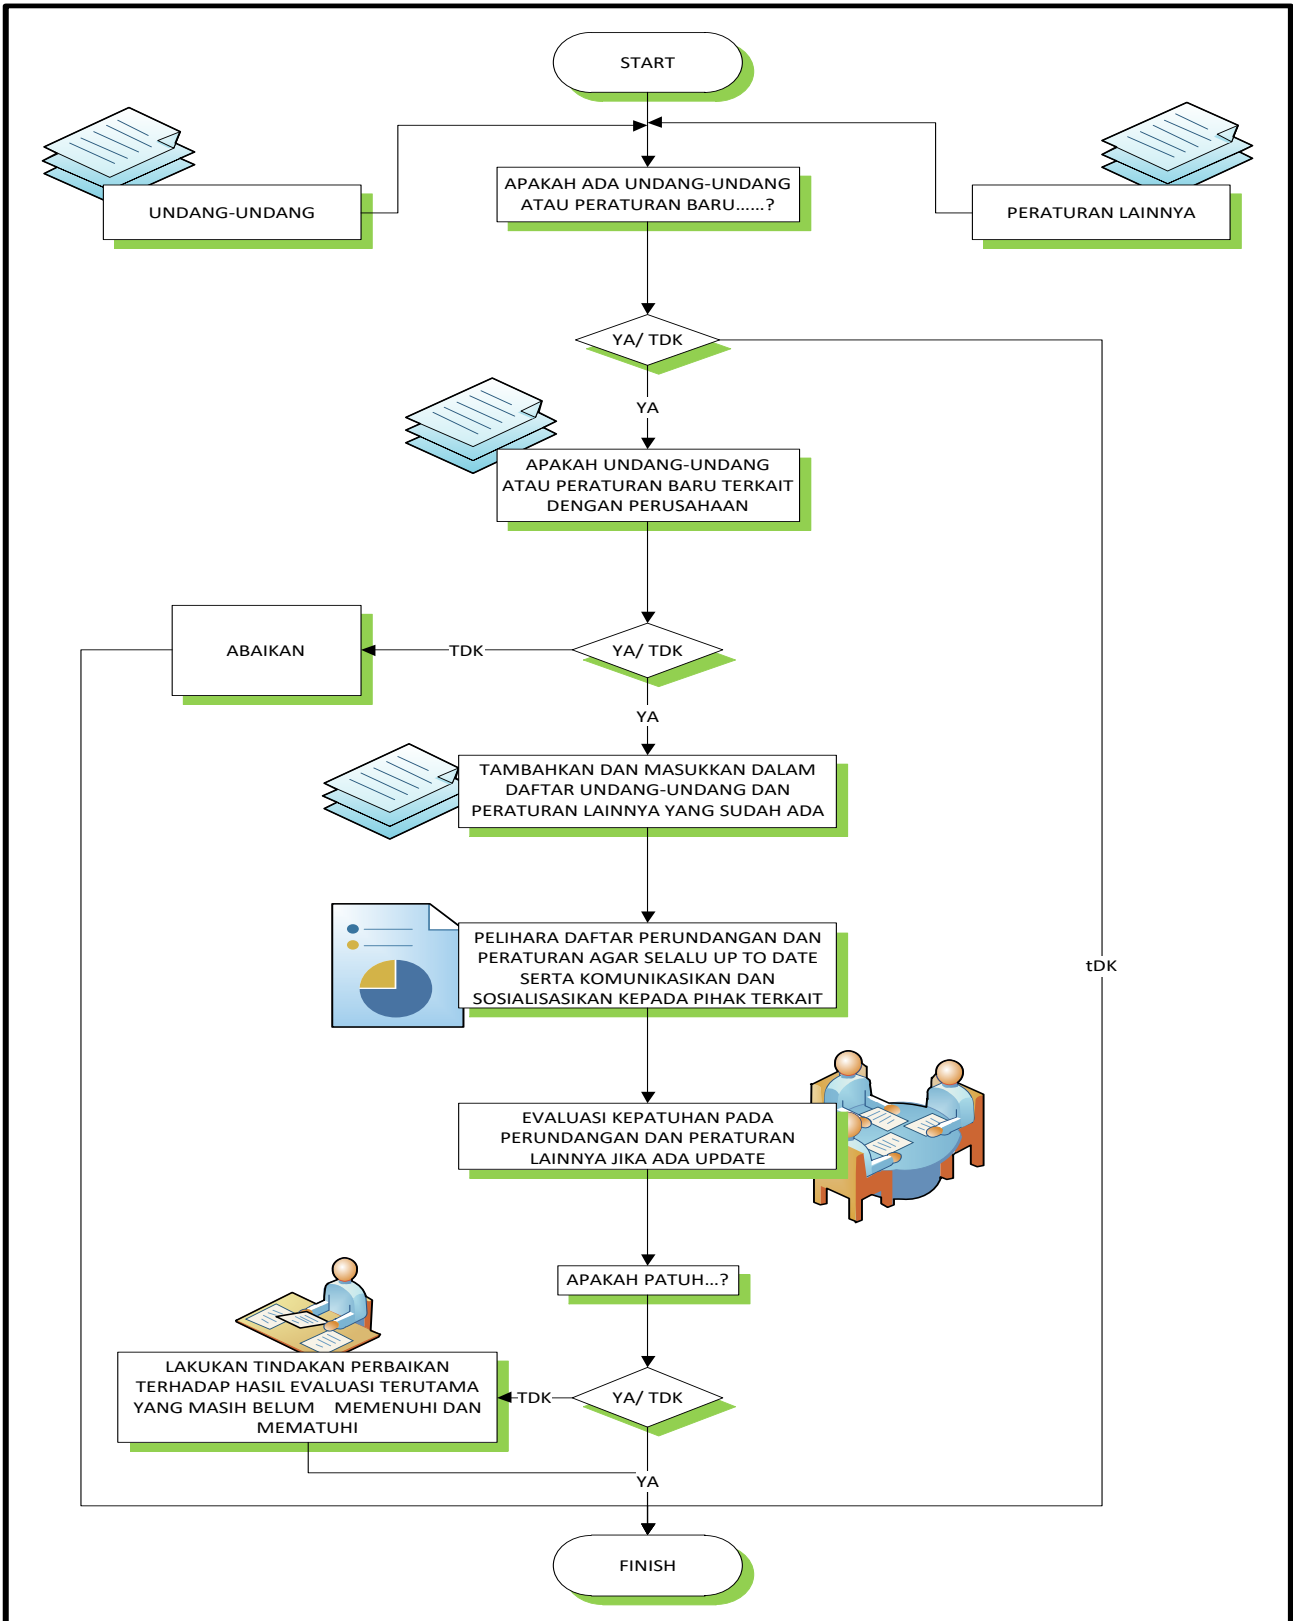 START
APAKAH ADA UNDANG-UNDANG
ATAU PERATURAN BARU......?
UNDANG-UNDANG
PERATURAN LAINNYA
YA/ TDK
YA
APAKAH UNDANG-UNDANG
ATAU PERATURAN BARU TERKAIT
DENGAN PERUSAHAAN
ABAIKAN
TDK
YA/ TDK
YA
TAMBAHKAN DAN MASUKKAN DALAM
DAFTAR UNDANG-UNDANG DAN
PERATURAN LAINNYA YANG SUDAH ADA
PELIHARA DAFTAR PERUNDANGAN DAN
PERATURAN AGAR SELALU UP TO DATE
SERTA KOMUNIKASIKAN DAN
SOSIALISASIKAN KEPADA PIHAK TERKAIT
tDK
EVALUASI KEPATUHAN PADA
PERUNDANGAN DAN PERATURAN
LAINNYA JIKA ADA UPDATE
APAKAH PATUH...?
LAKUKAN TINDAKAN PERBAIKAN
TERHADAP HASIL EVALUASI TERUTAMA
YANG MASIH BELUM    MEMENUHI DAN
MEMATUHI
TDK
YA/ TDK
YA
FINISH